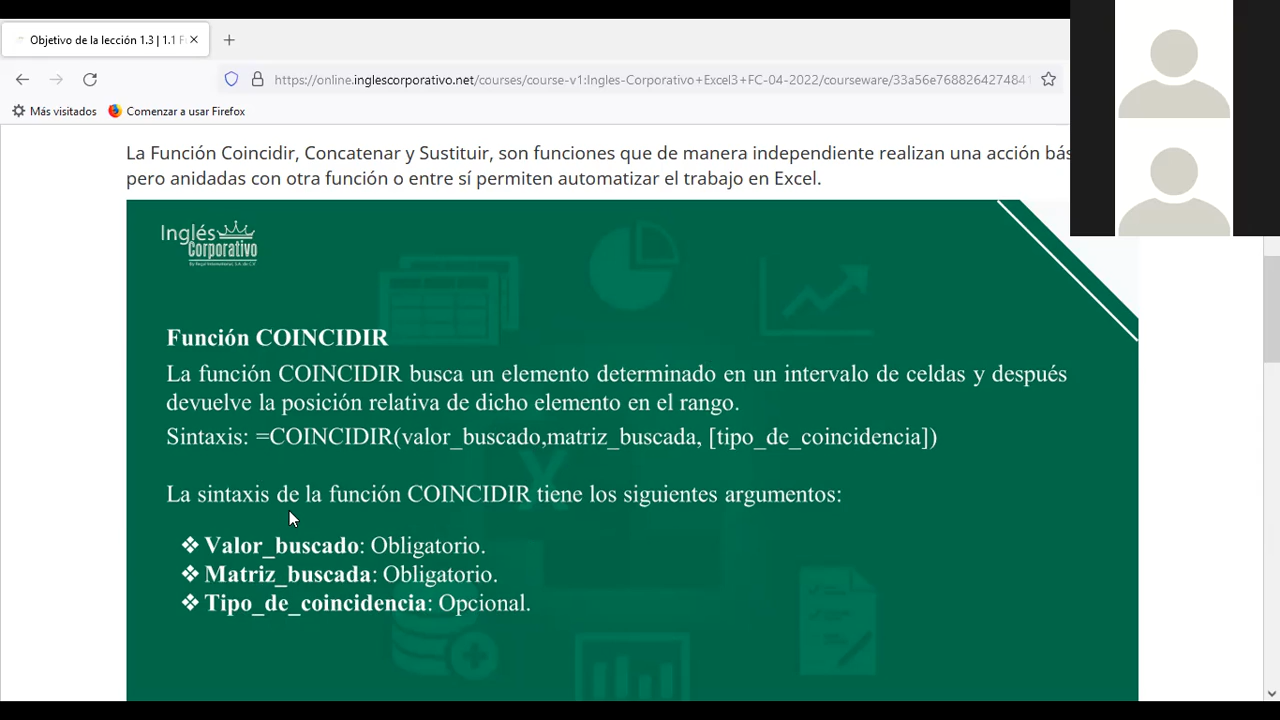 Objetivo de la lección 1.3 | 1.1 F
https://online.inglescorporativo.net/courses/course-v1:Ingles-Corporativo+Excel3+FC-04-2022/courseware/33a56e7688264274841
Más visitados Comenzar a usar Firefox
La Función Coincidir, Concatenar y Sustituir, son funciones que de manera independiente realizan una acción bás
pero anidadas con otra función o entre sí permiten automatizar el trabajo en Excel.
Inglés
Corporativo
Función COINCIDIR
La función COINCIDIR busca un elemento determinado en un intervalo de celdas y después
devuelve la posición relativa de dicho elemento en el rango.
Sintaxis: =COINCIDIR(valor_buscado,matriz_buscada, [tipo_de_coincidencia])
La sintaxis de la función COINCIDIR tiene los siguientes argumentos:
❖ Valor_buscado: Obligatorio.
❖ Matriz_buscada: Obligatorio.
❖ Tipo_de_coincidencia: Opcional.